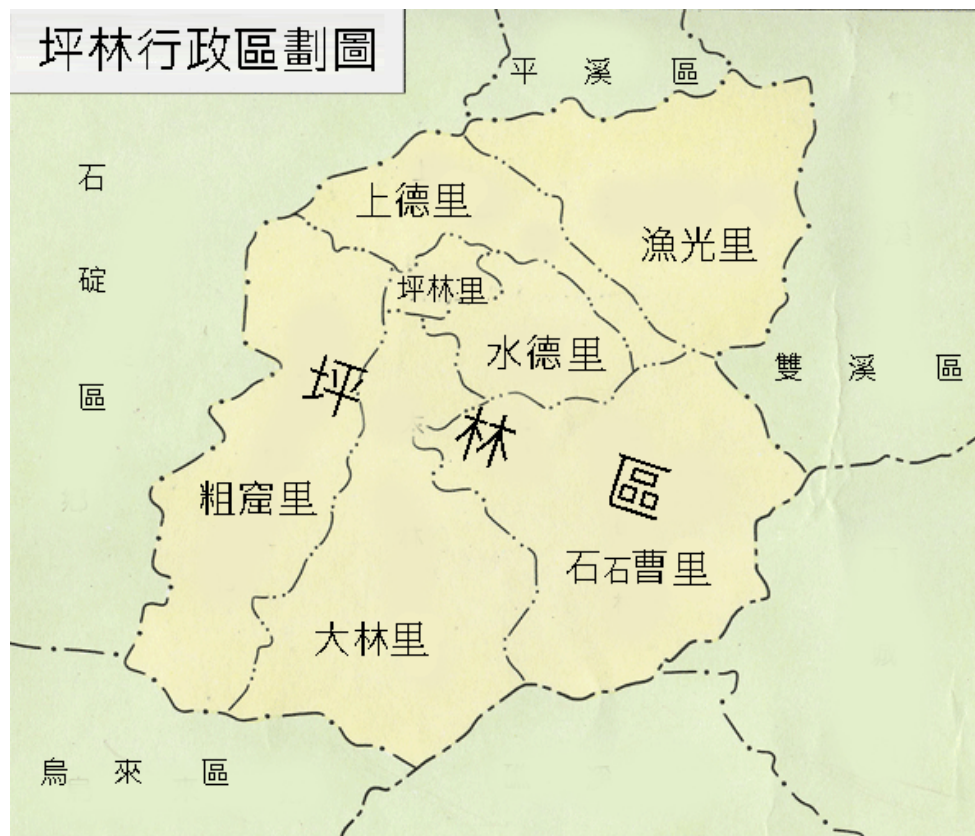 坪林行政區劃圖
平溪區
石碇區
上德里
漁光里
坪林里
水德里
雙溪區
坪林區
粗窟里
石石曹里
大林里
烏來區